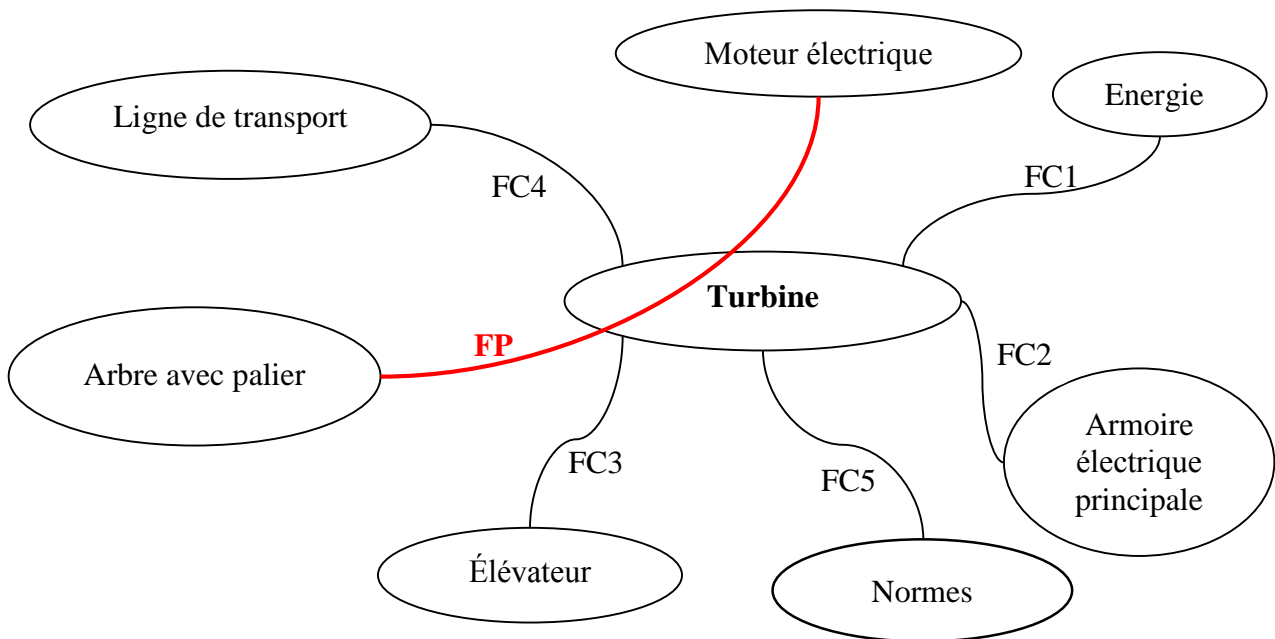 Moteur électrique
Energie
Ligne de transport
FC1
FC4
Turbine
FP
FC2
Arbre avec palier
Armoire
électrique
principale
FC3
FC5
Élévateur
Normes